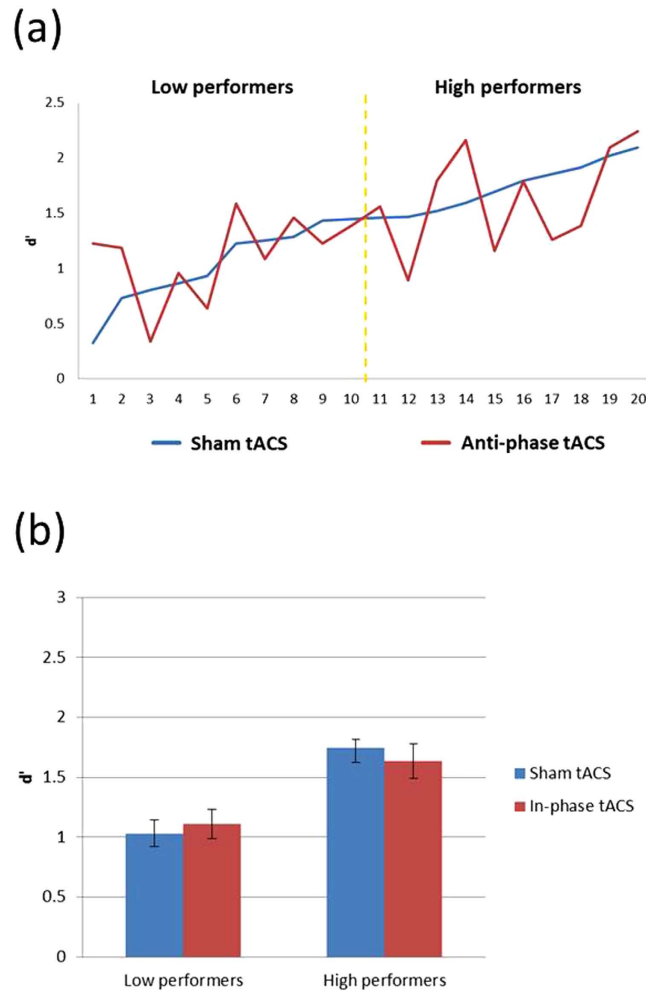 (a)
Low performers High performers
2.5
2
1.5
1
0.5
0
d'
1 2 3 4 5 6 7 8 9 10 11 12 13 14 15 16 17 18 19 20
Sham tACS Anti-phase tACS
(b)
3
2.5
2
1.5
1
0.5
0
d'
Low performers High performers
Sham tACS
In-phase tACS